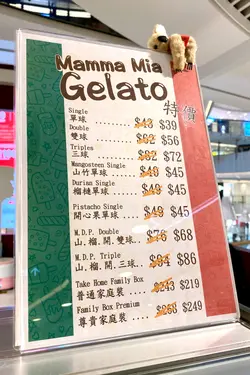 Mamma Mia
Gelato
特價
Single
單球 ........ $43 $39
Double
雙球 ........ $62 $56
Triples
三球 ........ $82 $72
Mangosteen Single
山竹單球 .... $49 $45
Durian Single
榴槤單球 .... $49 $45
Pistacho Single
開心果單球 .. $49 $45
M.D.P. Double
山.榴.開.雙球.. $76 $68
M.D.P. Triple
山.榴.開.三球.. $94 $86
Take Home Family Box
普通家庭裝 .... $243 $219
Family Box Premium
尊貴家庭裝 .... $268 $249